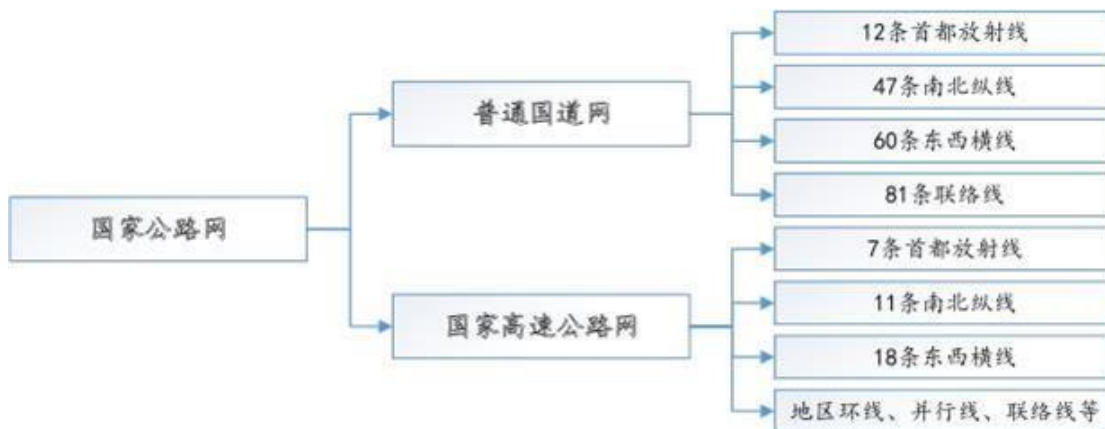 国家公路网
普通国道网
12条首都放射线
47条南北纵线
60条东西横线
81条联络线
国家高速公路网
7条首都放射线
11条南北纵线
18条东西横线
地区环线、并行线、联络线等